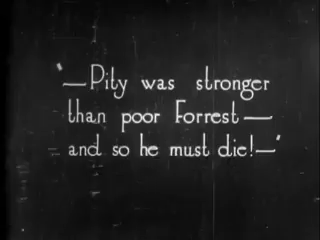 '—Pity was stronger
than poor Forrest—
and so he must die!—'